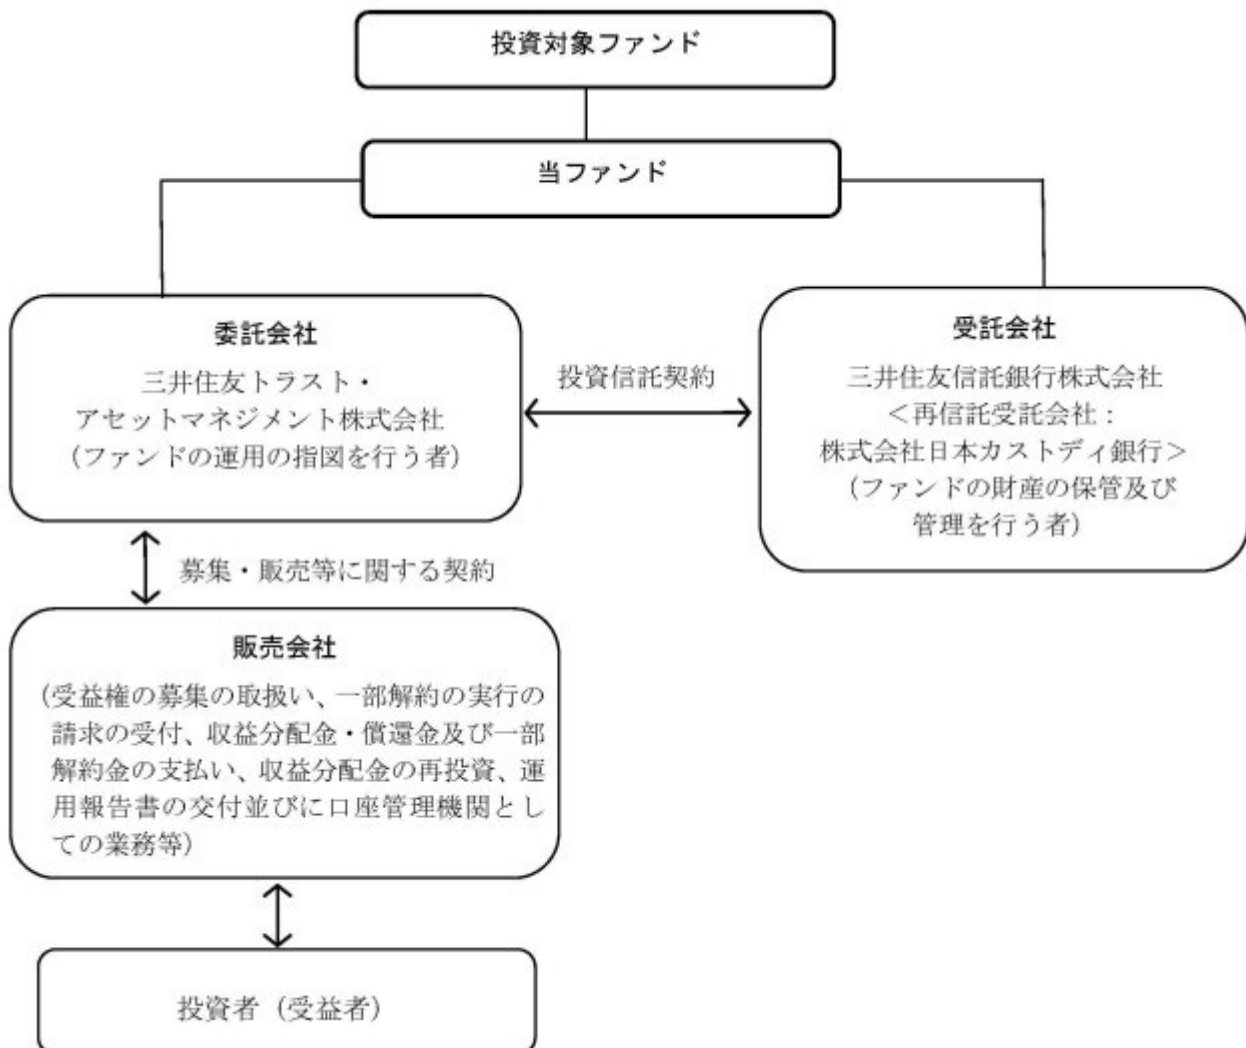 投資対象ファンド
当ファンド
委託会社
三井住友トラスト・
アセットマネジメント株式会社
（ファンドの運用の指図を行う者）
投資信託契約
受託会社
三井住友信託銀行株式会社
＜再信託受託会社：
株式会社日本カストディ銀行＞
（ファンドの財産の保管及び
管理を行う者）
募集・販売等に関する契約
販売会社
（受益権の募集の取扱い、一部解約の実行の
請求の受付、収益分配金・償還金及び一部
解約金の支払い、収益分配金の再投資、運
用報告書の交付並びに口座管理機関とし
ての業務等）
投資者（受益者）